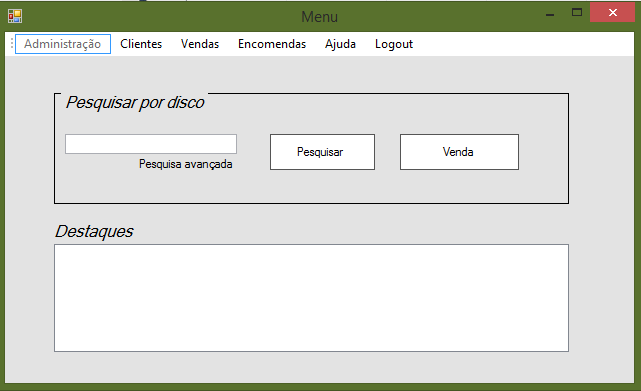 Menu
Administração Clientes Vendas Encomendas Ajuda Logout
Pesquisar por disco
Pesquisar Venda
Pesquisa avançada
Destaques